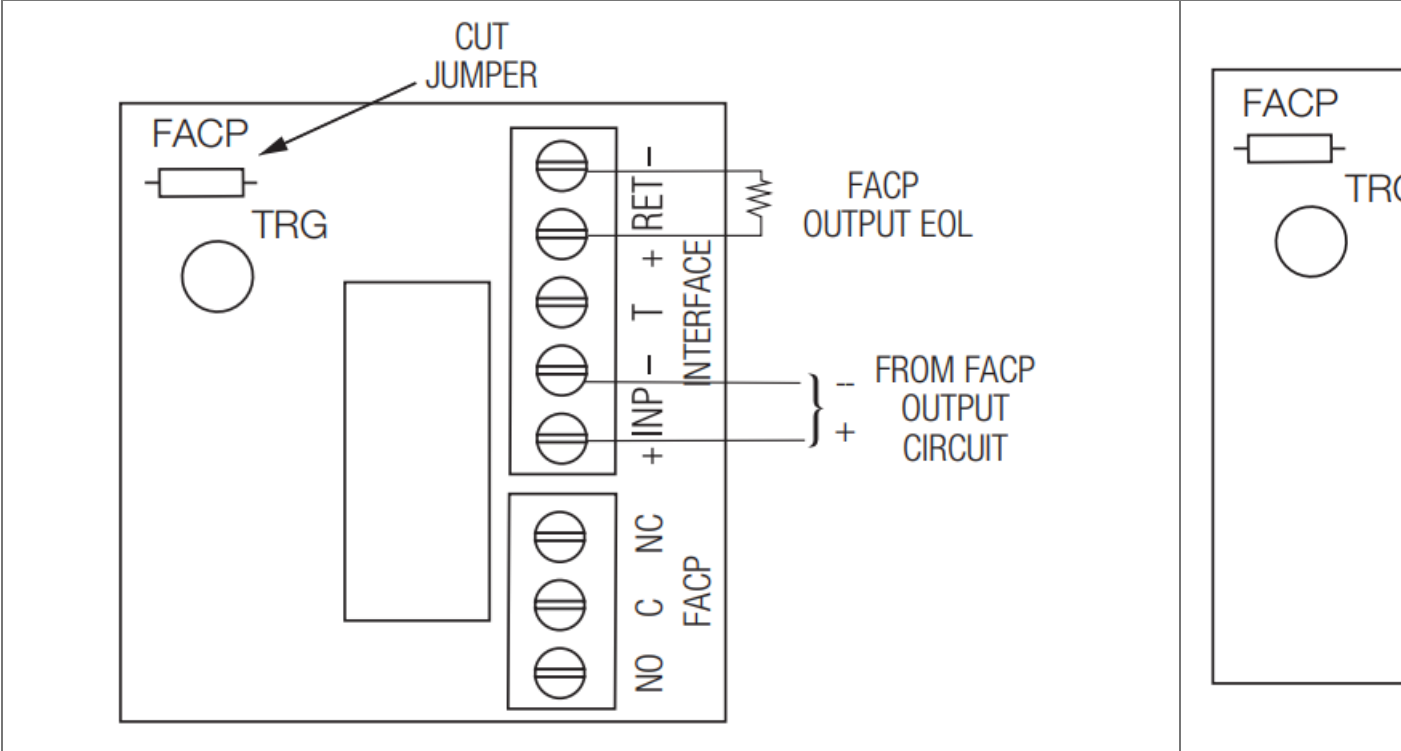 CUT
JUMPER
FACP
TRG
− RET +
T
− INP +
INTERFACE
FACP
OUTPUT EOL
--
+
FROM FACP
OUTPUT
CIRCUIT
NC
C
NO
FACP
FACP